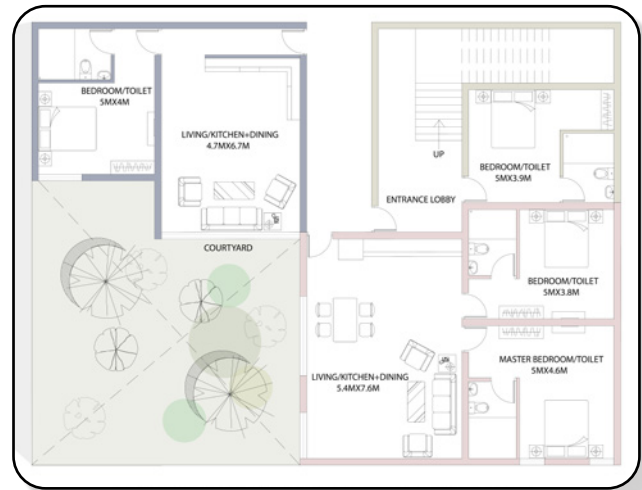 BEDROOM/TOILET
5MX4M
LIVING/KITCHEN+DINING
4.7MX6.7M
UP
BEDROOM/TOILET
5MX3.9M
ENTRANCE LOBBY
COURTYARD
BEDROOM/TOILET
5MX3.8M
MASTER BEDROOM/TOILET
5MX4.6M
LIVING/KITCHEN+DINING
5.4MX7.6M